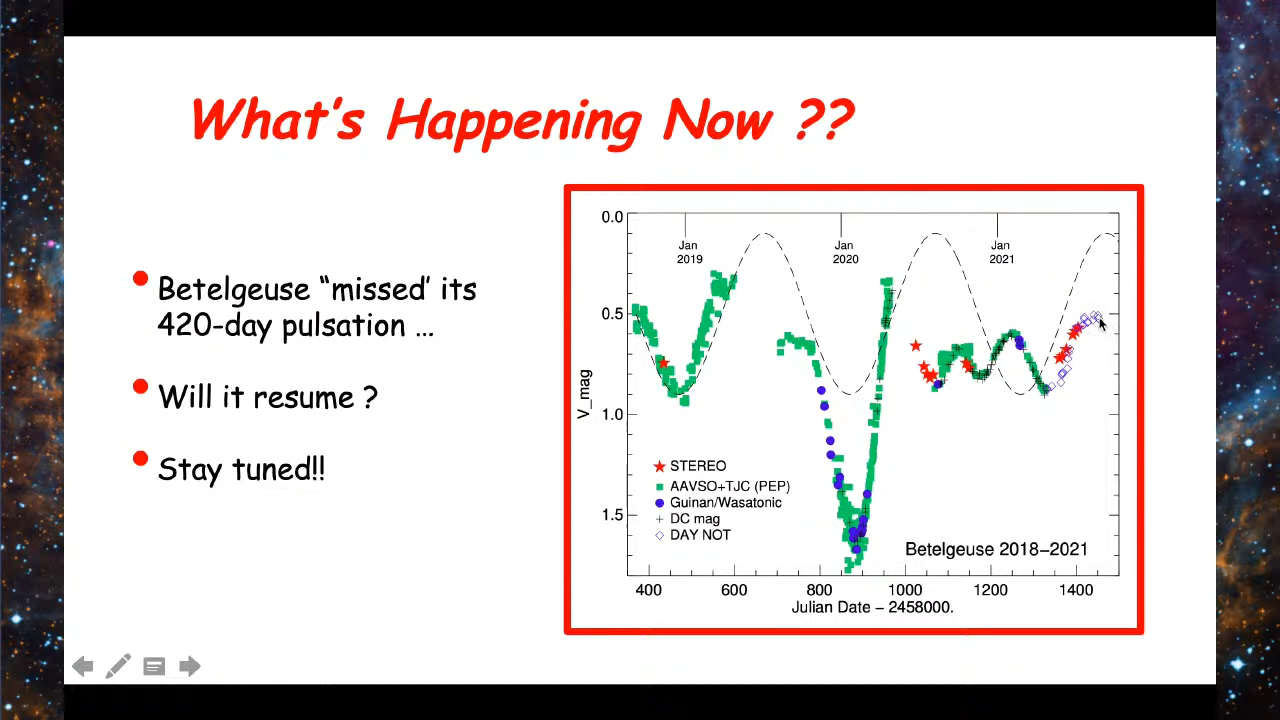 What's Happening Now ??
Betelgeuse “missed’ its
420-day pulsation …
Will it resume ?
Stay tuned!!
0.0
0.5
1.0
1.5
V_mag
Jan
2019
Jan
2020
Jan
2021
STEREO
AAVSO+TJC (PEP)
Guinan/Wasatonic
DC mag
DAY NOT
Betelgeuse 2018–2021
400 600 800 1000 1200 1400
Julian Date – 2458000.